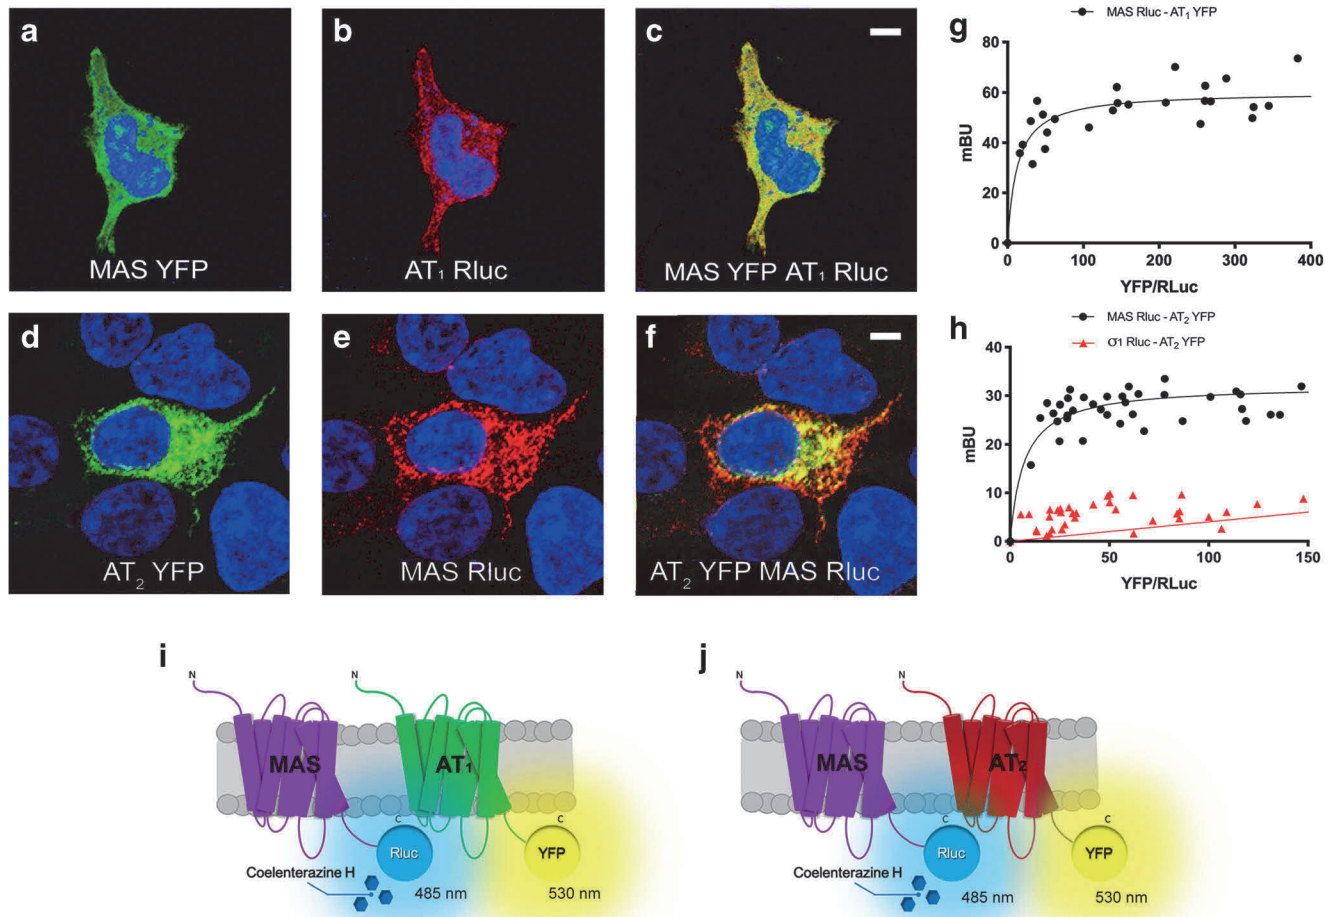 a
MAS YFP
b
AT₁ Rluc
c
MAS YFP AT₁ Rluc
g
MAS Rluc - AT₁ YFP
80
60
40
20
0
mBU
0 100 200 300 400
YFP/RLuc
d
AT₂ YFP
e
MAS Rluc
f
AT₂ YFP MAS Rluc
h
MAS Rluc - AT₂ YFP
σ1 Rluc - AT₂ YFP
40
30
20
10
0
mBU
0 50 100 150
YFP/RLuc
i
N
N
MAS
AT₁
C
C
Rluc
YFP
Coelenterazine H
485 nm
530 nm
j
N
N
MAS
AT₂
C
C
Rluc
YFP
Coelenterazine H
485 nm
530 nm